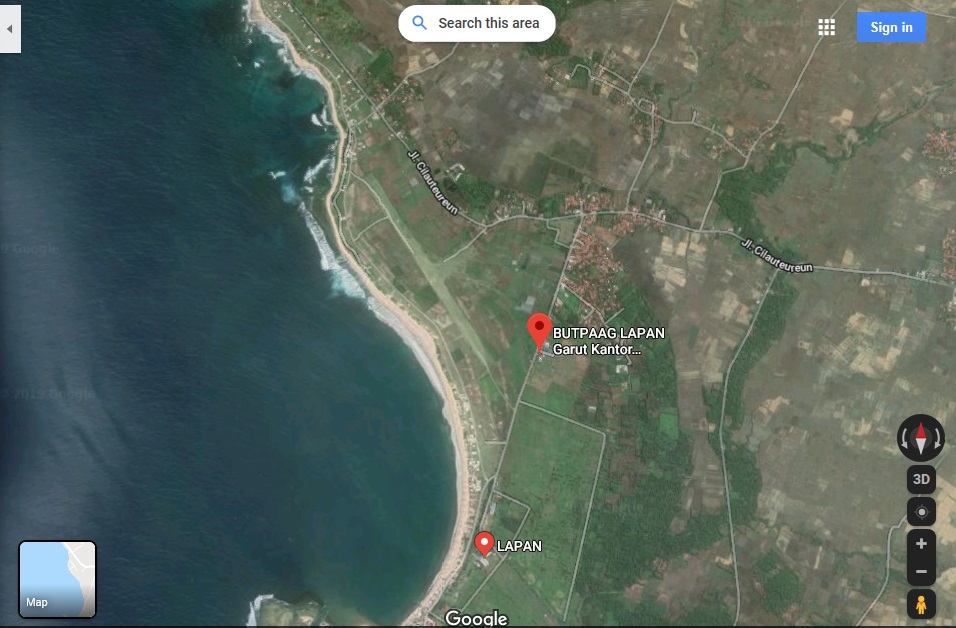 Search this area
Sign in
Jl. Cilauteureun
Jl. Cilauteureun
BUTPAAG LAPAN
Garut Kantor...
LAPAN
3D
Map
Google